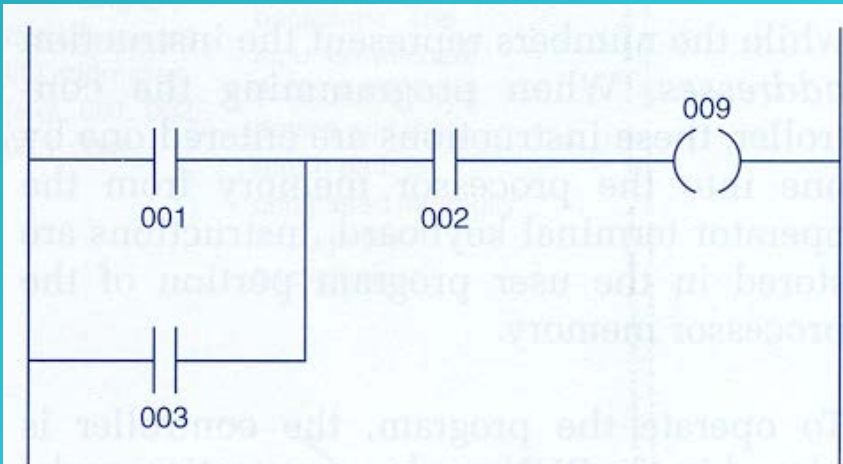 while the numbers represent the instruction
addresses. When programming the con-
009
troller, these instructions are entered one by
one into the processor memory from the
001
002
operator terminal keyboard. Instructions are
stored in the user program portion of the
processor memory.
003
To operate the program, the controller is